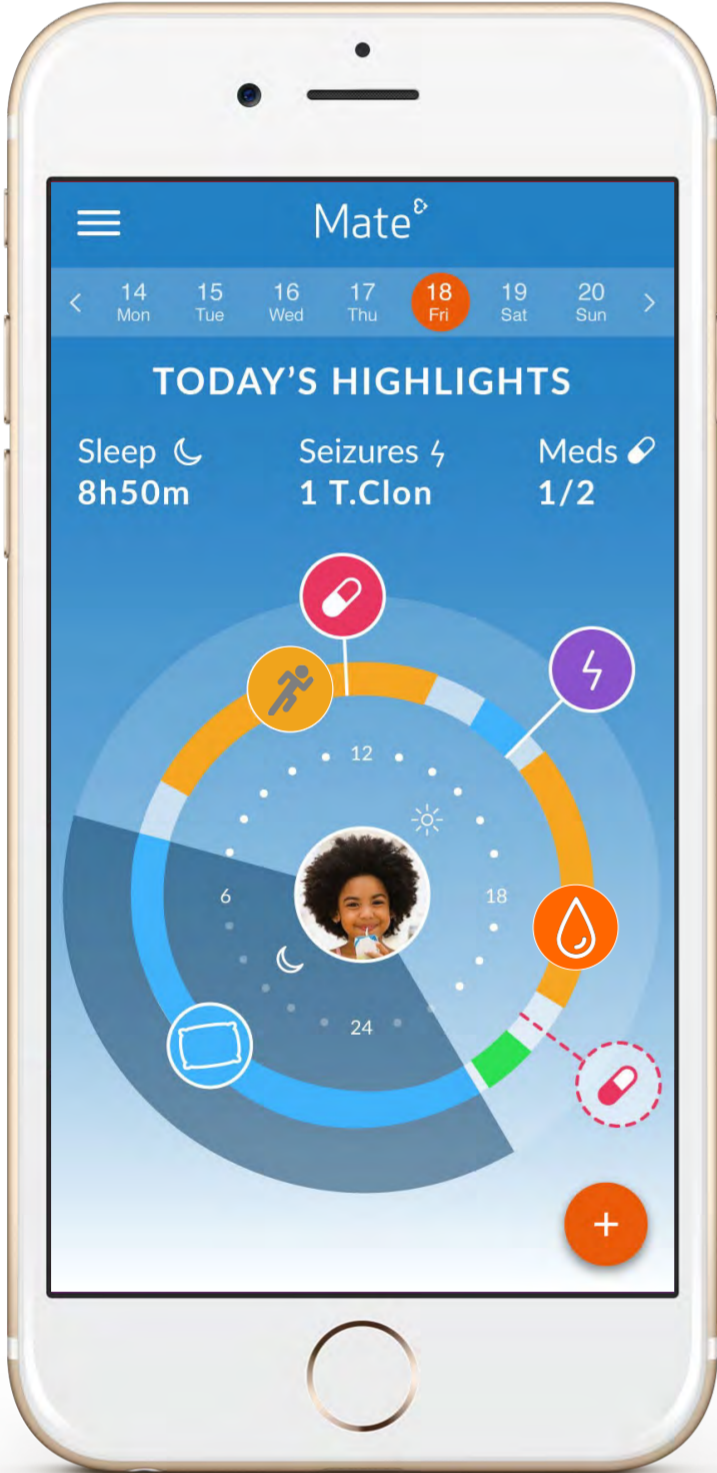 Mate
14 15 16 17 18 19 20
Mon Tue Wed Thu Fri Sat Sun
TODAY'S HIGHLIGHTS
Sleep Seizures Meds
8h50m 1 T.Clon 1/2
12
6 18
24
+